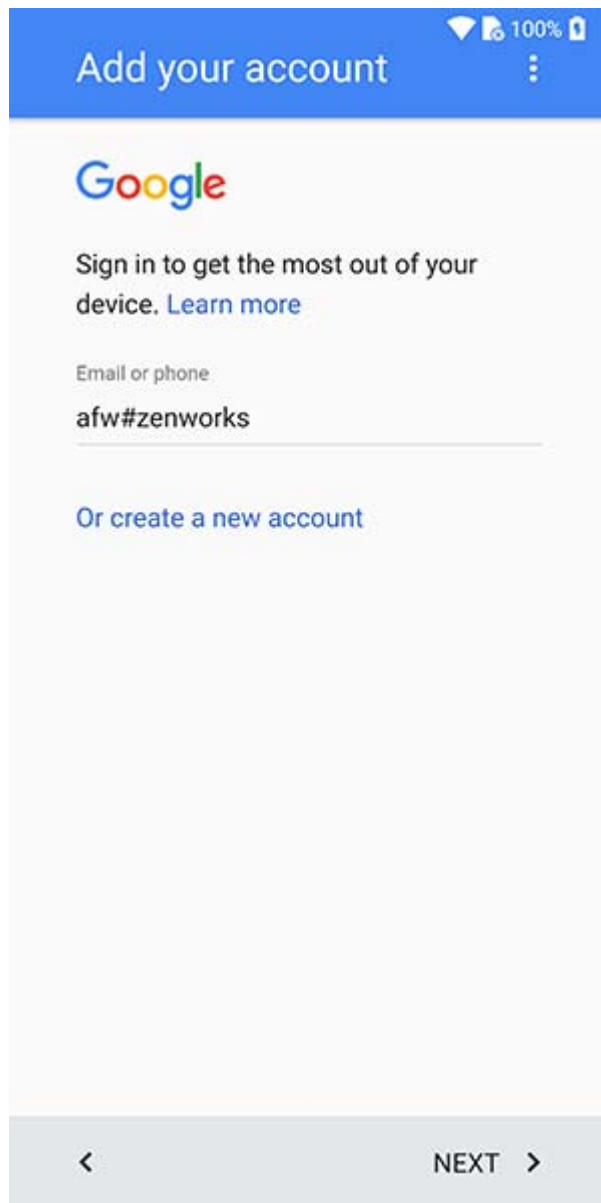 100%
Add your account
Google
Sign in to get the most out of your
device. Learn more
Email or phone
afw#zenworks
Or create a new account
NEXT